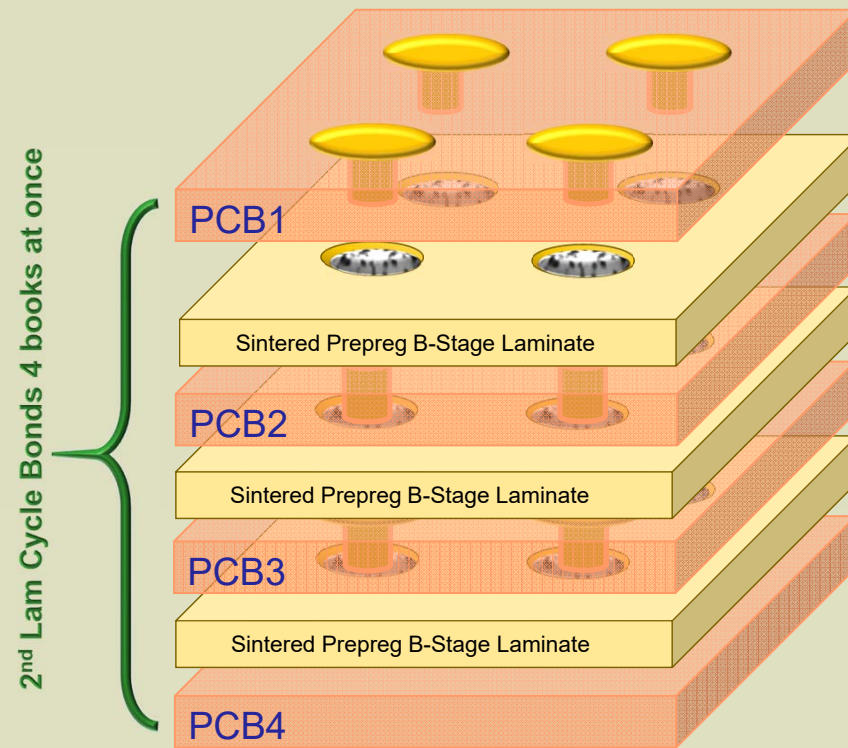 2nd Lam Cycle Bonds 4 books at once
PCB1
Sintered Prepreg B-Stage Laminate
PCB2
Sintered Prepreg B-Stage Laminate
PCB3
Sintered Prepreg B-Stage Laminate
PCB4